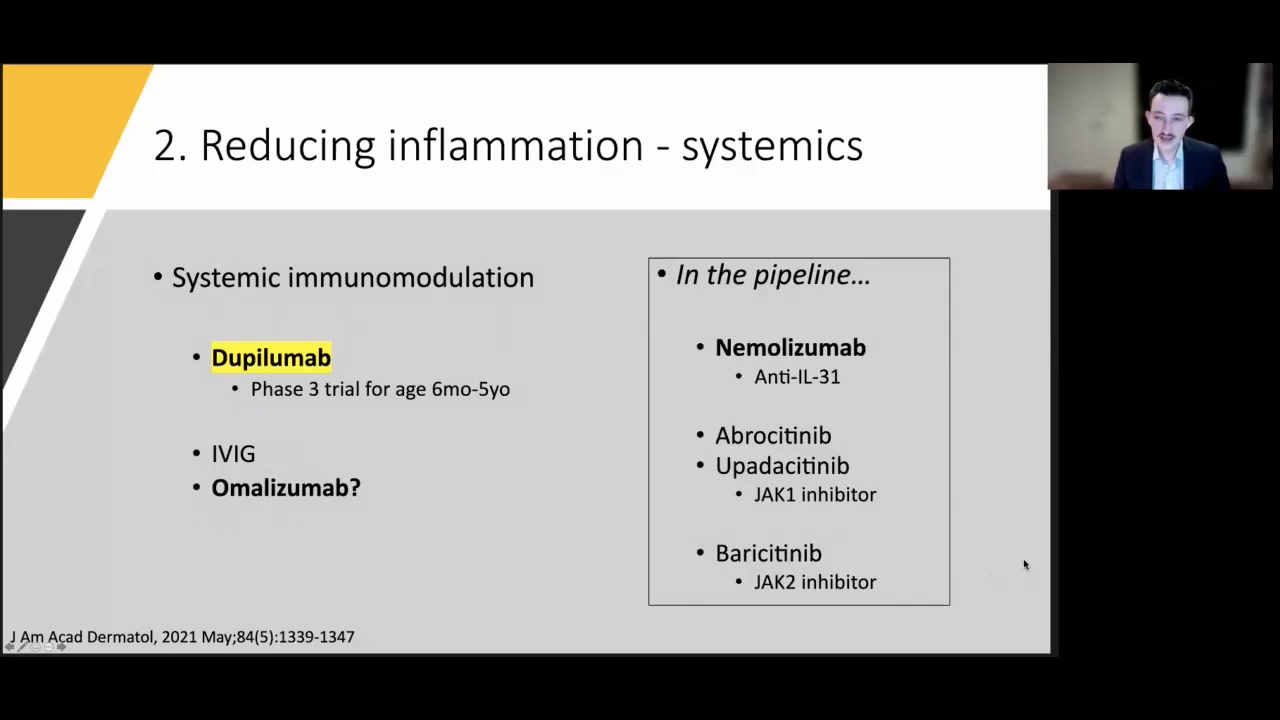 2. Reducing inflammation - systemics
• Systemic immunomodulation
• Dupilumab
• Phase 3 trial for age 6mo-5yo
• IVIG
• Omalizumab?
• In the pipeline...
• Nemolizumab
• Anti-IL-31
• Abrocitinib
• Upadacitinib
• JAK1 inhibitor
• Baricitinib
• JAK2 inhibitor
J Am Acad Dermatol, 2021 May;84(5):1339-1347